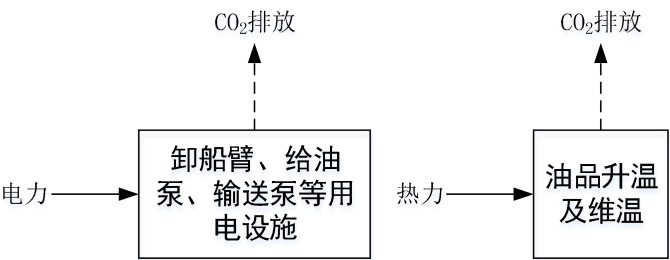 CO₂排放
电力
卸船臂、给油
泵、输送泵等用
电设施
CO₂排放
热力
油品升温
及维温